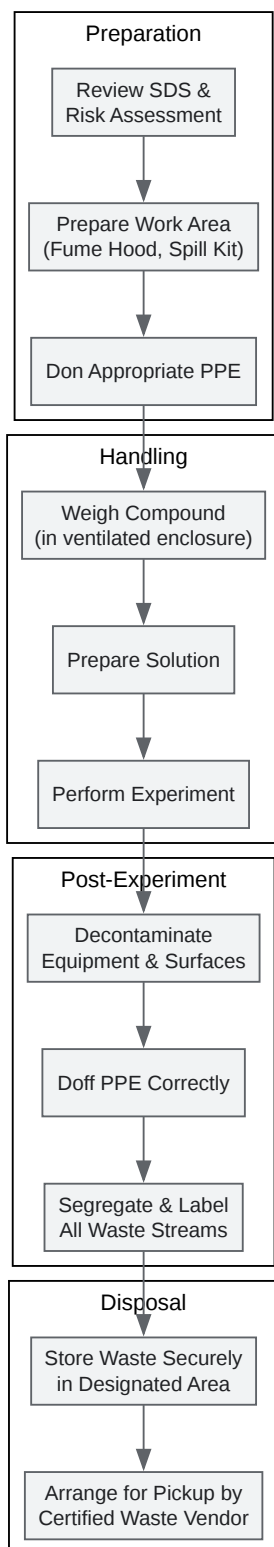 Preparation
Review SDS &
Risk Assessment
Prepare Work Area
(Fume Hood, Spill Kit)
Don Appropriate PPE
Handling
Weigh Compound
(in ventilated enclosure)
Prepare Solution
Perform Experiment
Post-Experiment
Decontaminate
Equipment & Surfaces
Doff PPE Correctly
Segregate & Label
All Waste Streams
Disposal
Store Waste Securely
in Designated Area
Arrange for Pickup by
Certified Waste Vendor